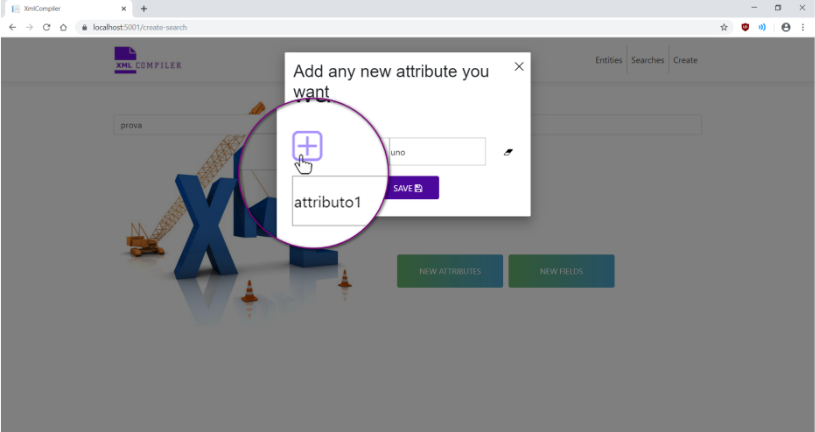 XmlCompiler
localhost:5001/create-search
XML COMPILER
Entities
Searches
Create
Add any new attribute you
want
prova
uno
attributo1
SAVE
XML
NEW ATTRIBUTES
NEW FIELDS